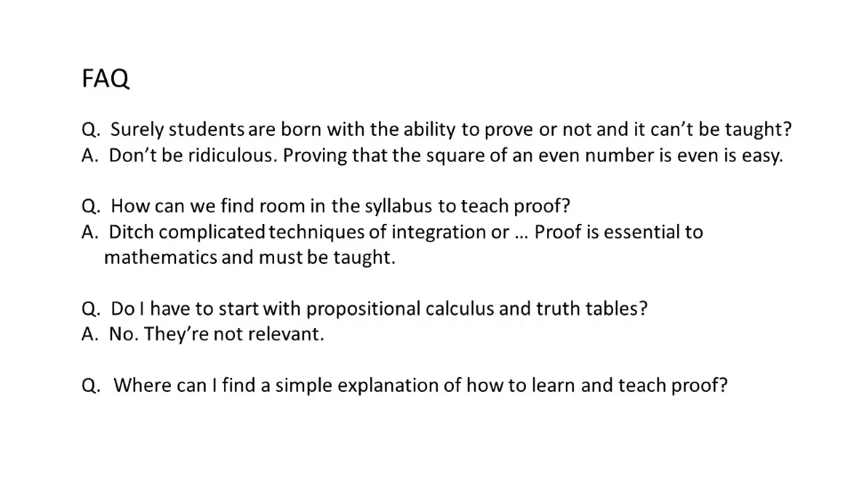 FAQ
Q. Surely students are born with the ability to prove or not and it can’t be taught?
A. Don’t be ridiculous. Proving that the square of an even number is even is easy.
Q. How can we find room in the syllabus to teach proof?
A. Ditch complicated techniques of integration or … Proof is essential to
mathematics and must be taught.
Q. Do I have to start with propositional calculus and truth tables?
A. No. They’re not relevant.
Q. Where can I find a simple explanation of how to learn and teach proof?